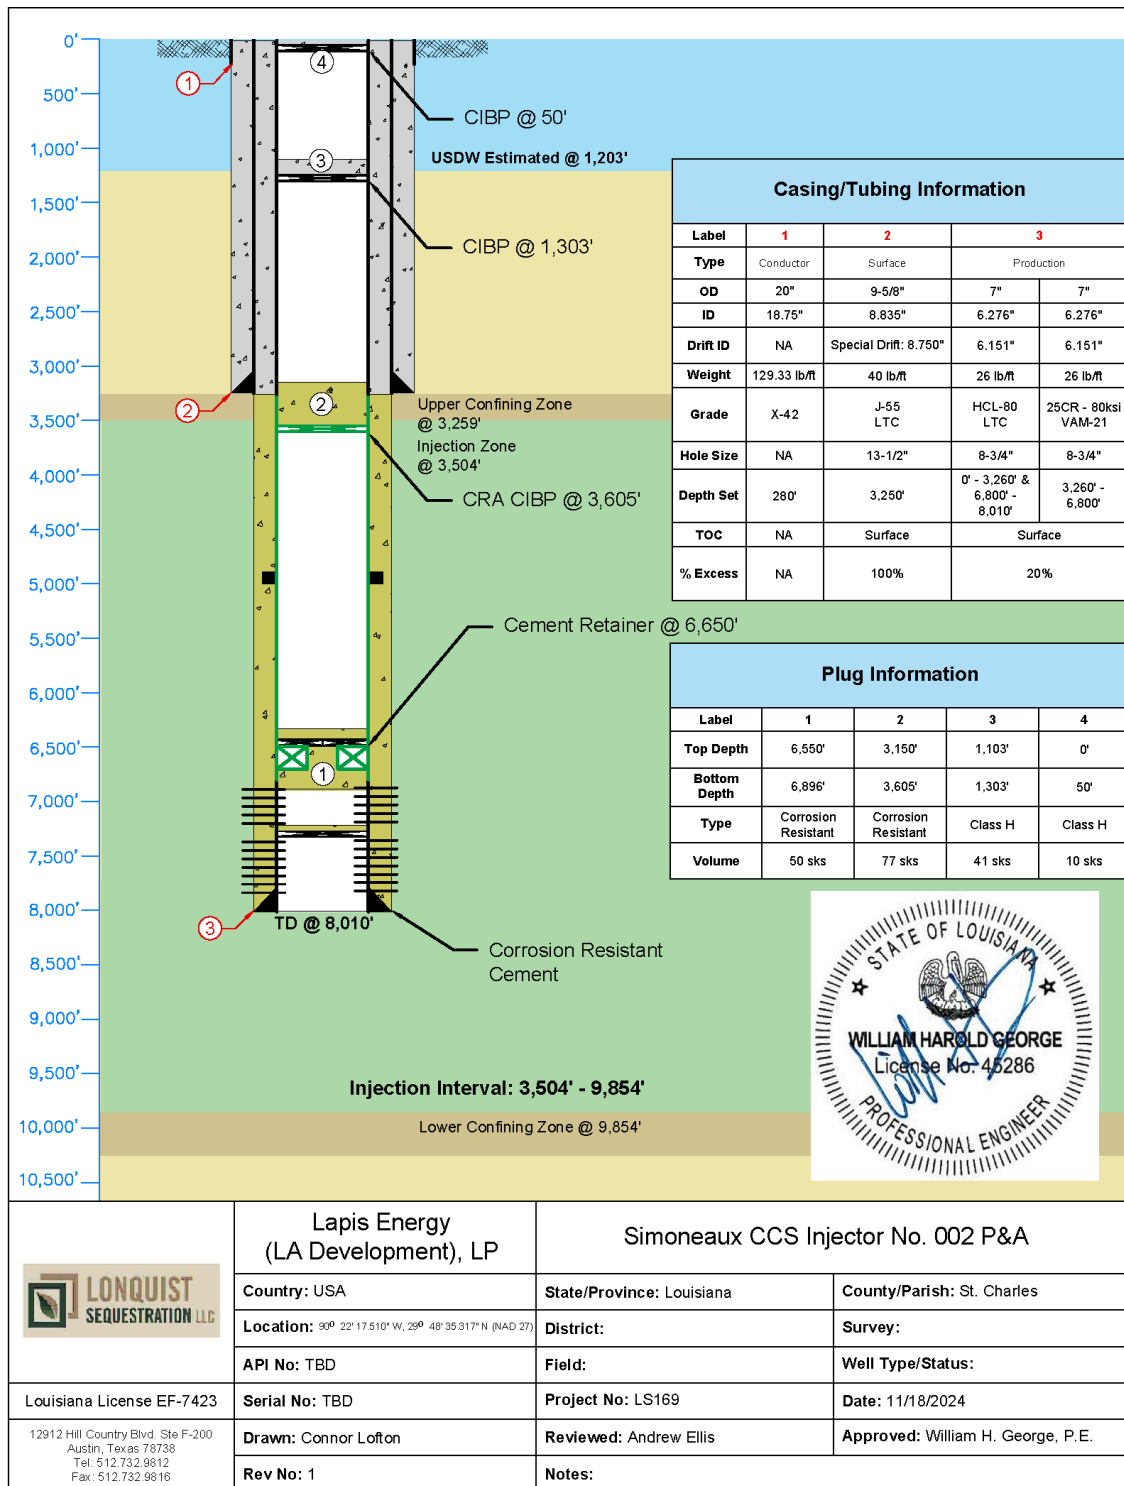 0'
500'
1,000'
1,500'
2,000'
2,500'
3,000'
3,500'
4,000'
4,500'
5,000'
5,500'
6,000'
6,500'
7,000'
7,500'
8,000'
8,500'
9,000'
9,500'
10,000'
10,500'
1
4
CIBP @ 50'
3
USDW Estimated @ 1,203'
CIBP @ 1,303'
2
2
Upper Confining Zone
@ 3,259'
Injection Zone
@ 3,504'
CRA CIBP @ 3,605'
Cement Retainer @ 6,650'
1
3
TD @ 8,010'
Corrosion Resistant
Cement
Injection Interval: 3,504' - 9,854'
Lower Confining Zone @ 9,854'
Casing/Tubing Information
Label 1 2 3
Type Conductor Surface Production
OD 20" 9-5/8" 7" 7"
ID 18.75" 8.835" 6.276" 6.276"
Drift ID NA Special Drift: 8.750" 6.151" 6.151"
Weight 129.33 lb/ft 40 lb/ft 26 lb/ft 26 lb/ft
Grade X-42 J-55 LTC HCL-80 LTC 25CR - 80ksi VAM-21
Hole Size NA 13-1/2" 8-3/4" 8-3/4"
Depth Set 280' 3,250' 0' - 3,260' & 6,800' - 8,010' 3,260' - 6,800'
TOC NA Surface Surface
% Excess NA 100% 20%
Plug Information
Label 1 2 3 4
Top Depth 6,550' 3,150' 1,103' 0'
Bottom Depth 6,896' 3,605' 1,303' 50'
Type Corrosion Resistant Corrosion Resistant Class H Class H
Volume 50 sks 77 sks 41 sks 10 sks
STATE OF LOUISIANA
WILLIAM HAROLD GEORGE
License No. 45286
PROFESSIONAL ENGINEER
LONQUIST
SEQUESTRATION LLC
Louisiana License EF-7423
12912 Hill Country Blvd. Ste F-200
Austin, Texas 78738
Tel: 512.732.9812
Fax: 512.732.9816
Lapis Energy
(LA Development), LP
Simoneaux CCS Injector No. 002 P&A
Country: USA
State/Province: Louisiana
County/Parish: St. Charles
Location: 90º 22' 17.510" W, 29º 48' 35.317" N (NAD 27)
District:
Survey:
API No: TBD
Field:
Well Type/Status:
Serial No: TBD
Project No: LS169
Date: 11/18/2024
Drawn: Connor Lofton
Reviewed: Andrew Ellis
Approved: William H. George, P.E.
Rev No: 1
Notes: